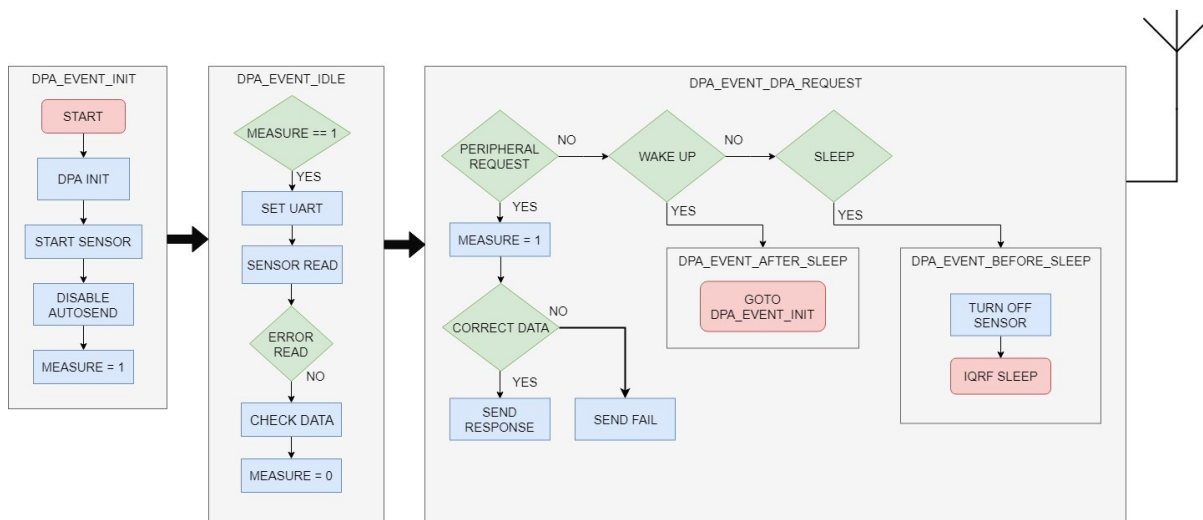 DPA_EVENT_INIT
START
DPA INIT
START SENSOR
DISABLE
AUTOSEND
MEASURE = 1
DPA_EVENT_IDLE
MEASURE == 1
YES
SET UART
SENSOR READ
ERROR
READ
NO
CHECK DATA
MEASURE = 0
DPA_EVENT_DPA_REQUEST
PERIPHERAL
REQUEST
NO
WAKE UP
NO
SLEEP
YES
MEASURE = 1
CORRECT DATA
NO
YES
SEND
RESPONSE
SEND FAIL
YES
DPA_EVENT_AFTER_SLEEP
GOTO
DPA_EVENT_INIT
YES
DPA_EVENT_BEFORE_SLEEP
TURN OFF
SENSOR
IQRF SLEEP